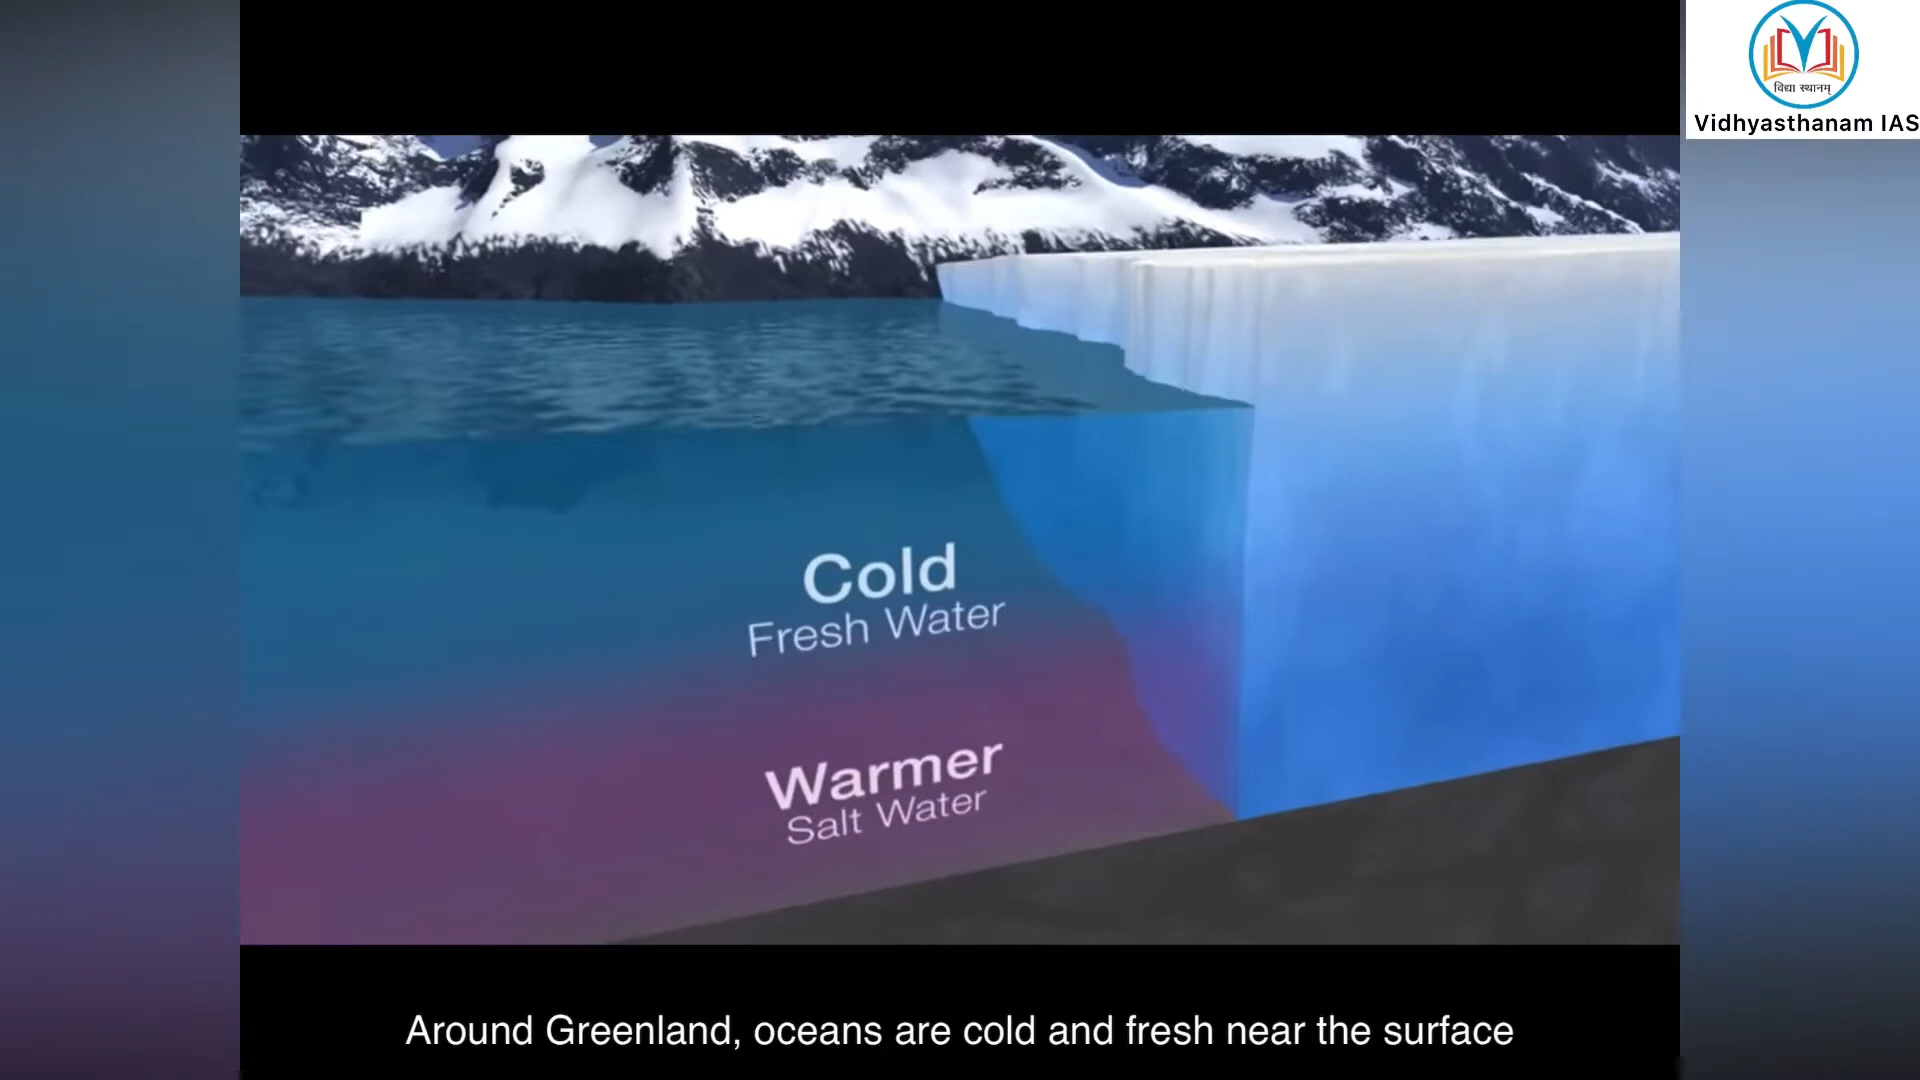 विद्या स्थानम्
Vidhyasthanam IAS
Cold
Fresh Water
Warmer
Salt Water
Around Greenland, oceans are cold and fresh near the surface